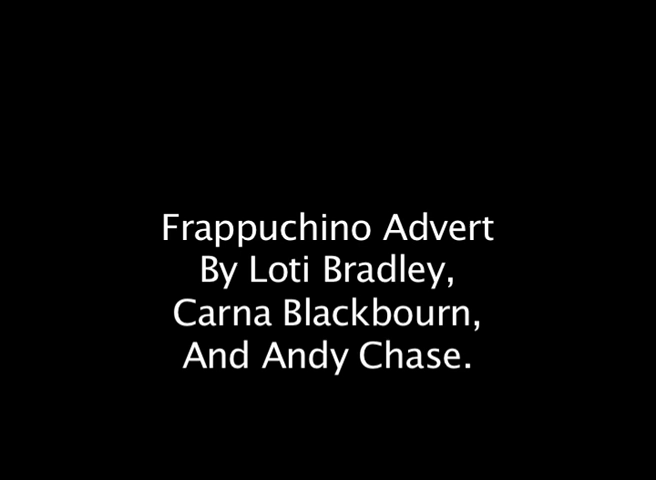 Frappuchino Advert
By Loti Bradley,
Carna Blackbourn,
And Andy Chase.